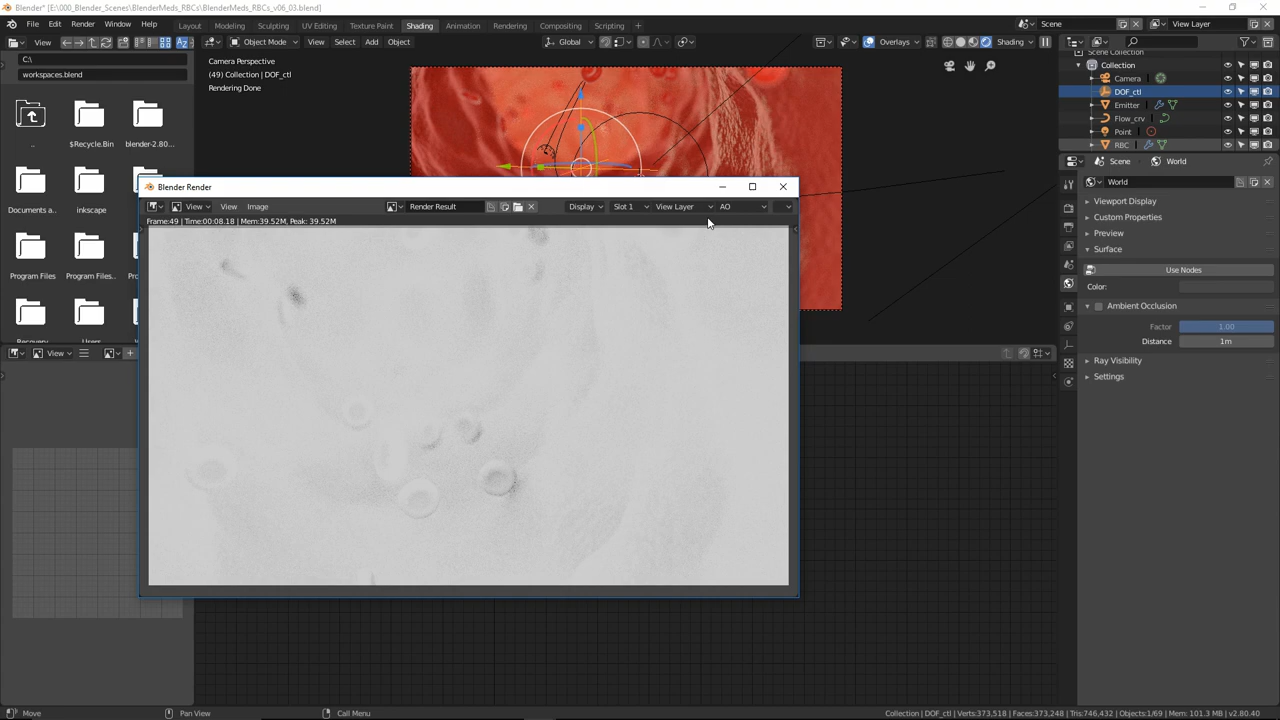 Blender* [E:\000_Blender_Scenes\BlenderMeds_RBCs\BlenderMeds_RBCs_v06_03.blend]
File Edit Render Window Help Layout Modeling Sculpting UV Editing Texture Paint Shading Animation Rendering Compositing Scripting + Scene View Layer
View Object Mode View Select Add Object Global Overlays Shading
C:\
workspaces.blend
Camera Perspective
(49) Collection | DOF_ctl
Rendering Done
Scene Collection
Collection
Camera
DOF_ctl
Emitter
Flow_crv
Point
RBC
..
$Recycle.Bin
blender-2.80...
Documents a..
inkscape
Program Files
Program Files..
Users
View
Blender Render
View View Image Render Result Display Slot 1 View Layer AO
Frame:49 | Time:00:08.18 | Mem:39.52M, Peak: 39.52M
Scene World
World
Viewport Display
Custom Properties
Preview
Surface
Use Nodes
Color:
Ambient Occlusion
Factor 1.00
Distance 1m
Ray Visibility
Settings
Move Pan View Call Menu Collection | DOF_ctl | Verts:373,518 | Faces:373,248 | Tris:746,432 | Objects:1/69 | Mem: 101.3 MB | v2.80.40